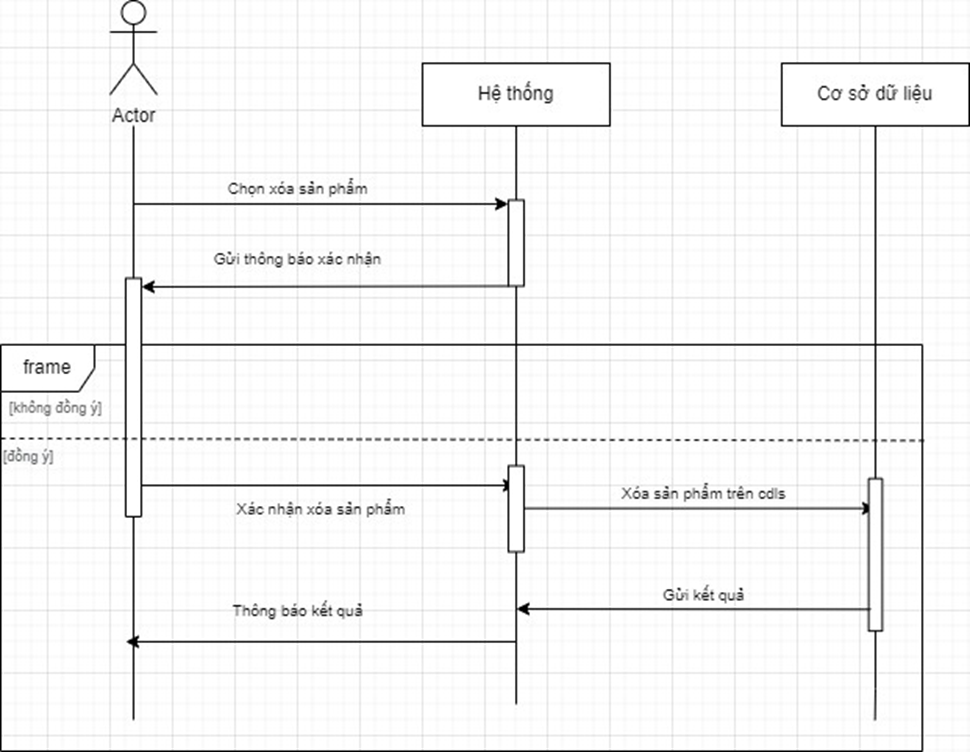 Actor
Hệ thống
Cơ sở dữ liệu
Chọn xóa sản phẩm
Gửi thông báo xác nhận
frame
[không đồng ý]
[đồng ý]
Xóa sản phẩm trên cdls
Xác nhận xóa sản phẩm
Gửi kết quả
Thông báo kết quả